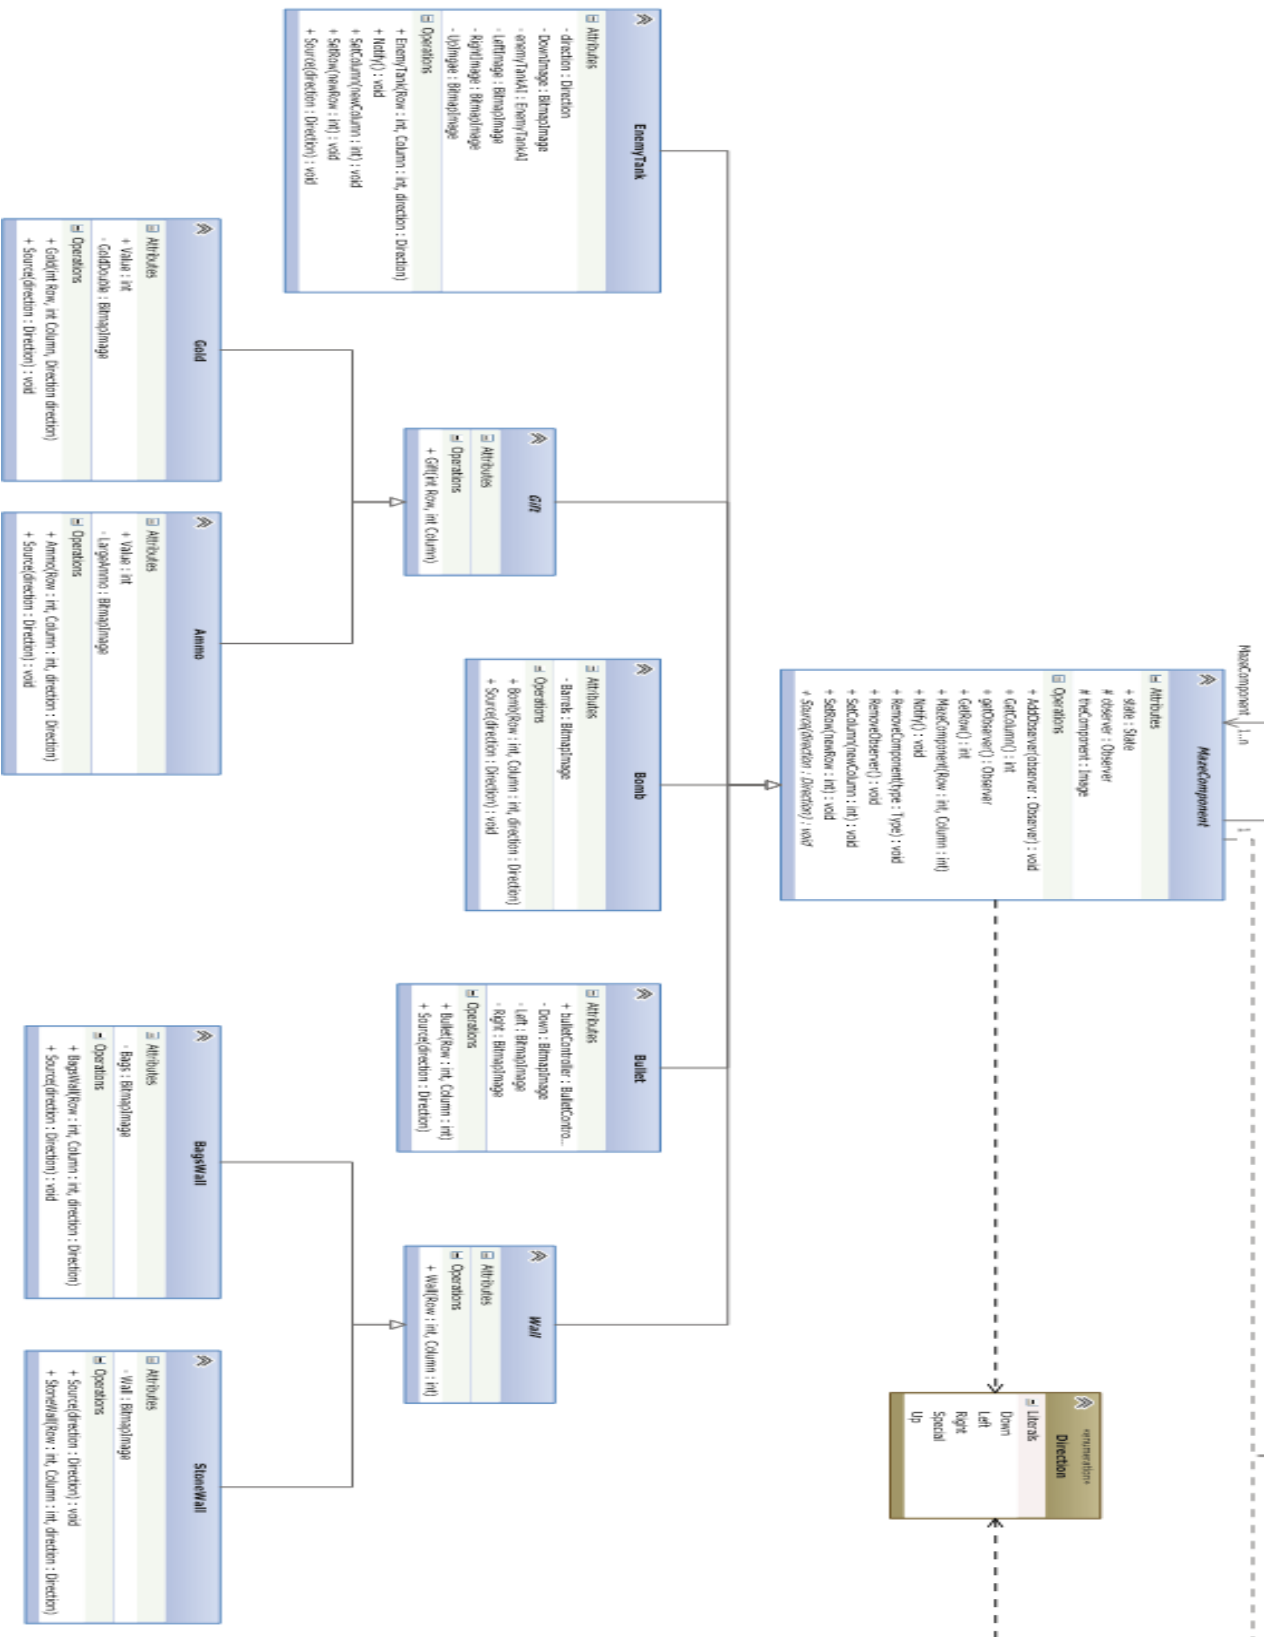 MazeComponent 1..n
1
MazeComponent
Attributes
+ state : State
# observer : Observer
# theComponent : Image
Operations
+ AddObserver(observer : Observer) : void
+ GetColumn() : int
+ getObserver() : Observer
+ GetRow() : int
+ MazeComponent(Row : int, Column : int)
+ Notify() : void
+ RemoveComponent(type : Type) : void
+ RemoveObserver() : void
+ SetColumn(newColumn : int) : void
+ SetRow(newRow : int) : void
+ Source(direction : Direction) : void
«enumeration»
Direction
Literals
Down
Left
Right
Special
Up
EnemyTank
Attributes
- direction : Direction
- DownImage : BitmapImage
- enemyTankAI : EnemyTankAI
- LeftImage : BitmapImage
- RightImage : BitmapImage
- UpImgae : BitmapImage
Operations
+ EnemyTank(Row : int, Column : int, direction : Direction)
+ Notify() : void
+ SetColumn(newColumn : int) : void
+ SetRow(newRow : int) : void
+ Source(direction : Direction) : void
Gift
Attributes
Operations
+ Gift(int Row, int Column)
Bomb
Attributes
- Barrels : BitmapImage
Operations
+ Bomb(Row : int, Column : int, direction : Direction)
+ Source(direction : Direction) : void
Bullet
Attributes
+ bulletController : BulletContro...
- Down : BitmapImage
- Left : BitmapImage
- Right : BitmapImage
Operations
+ Bullet(Row : int, Column : int)
+ Source(direction : Direction)
Wall
Attributes
Operations
+ Wall(Row : int, Column : int)
Gold
Attributes
+ Value : int
- GoldDouble : BitmapImage
Operations
+ Gold(int Row, int Column, Direction direction)
+ Source(direction : Direction) : void
Ammo
Attributes
+ Value : int
- LargeAmmo : BitmapImage
Operations
+ Ammo(Row : int, Column : int, direction : Direction)
+ Source(direction : Direction) : void
BagsWall
Attributes
- Bags : BitmapImage
Operations
+ BagsWall(Row : int, Column : int, direction : Direction)
+ Source(direction : Direction) : void
StoneWall
Attributes
- Wall : BitmapImage
Operations
+ Source(direction : Direction) : void
+ StoneWall(Row : int, Column : int, direction : Direction)